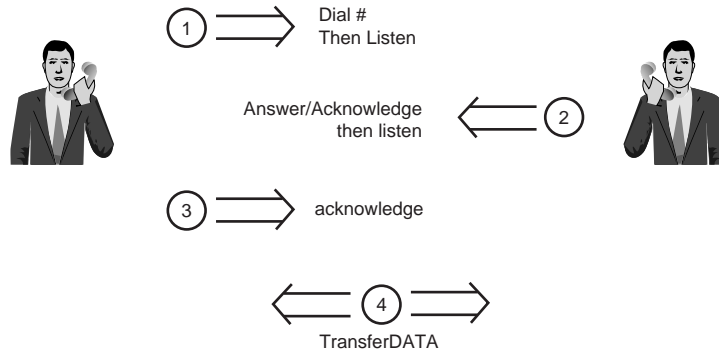 1
Dial #
Then Listen
Answer/Acknowledge
then listen
2
3
acknowledge
4
TransferDATA